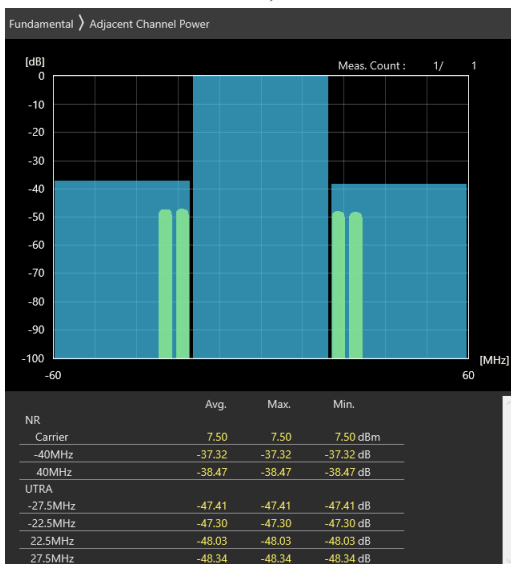 Fundamental 〉 Adjacent Channel Power
[dB] Meas. Count : 1/ 1
0
-10
-20
-30
-40
-50
-60
-70
-80
-90
-100
[MHz]
-60 60
Avg. Max. Min.
NR
Carrier 7.50 7.50 7.50 dBm
-40MHz -37.32 -37.32 -37.32 dB
40MHz -38.47 -38.47 -38.47 dB
UTRA
-27.5MHz -47.41 -47.41 -47.41 dB
-22.5MHz -47.30 -47.30 -47.30 dB
22.5MHz -48.03 -48.03 -48.03 dB
27.5MHz -48.34 -48.34 -48.34 dB